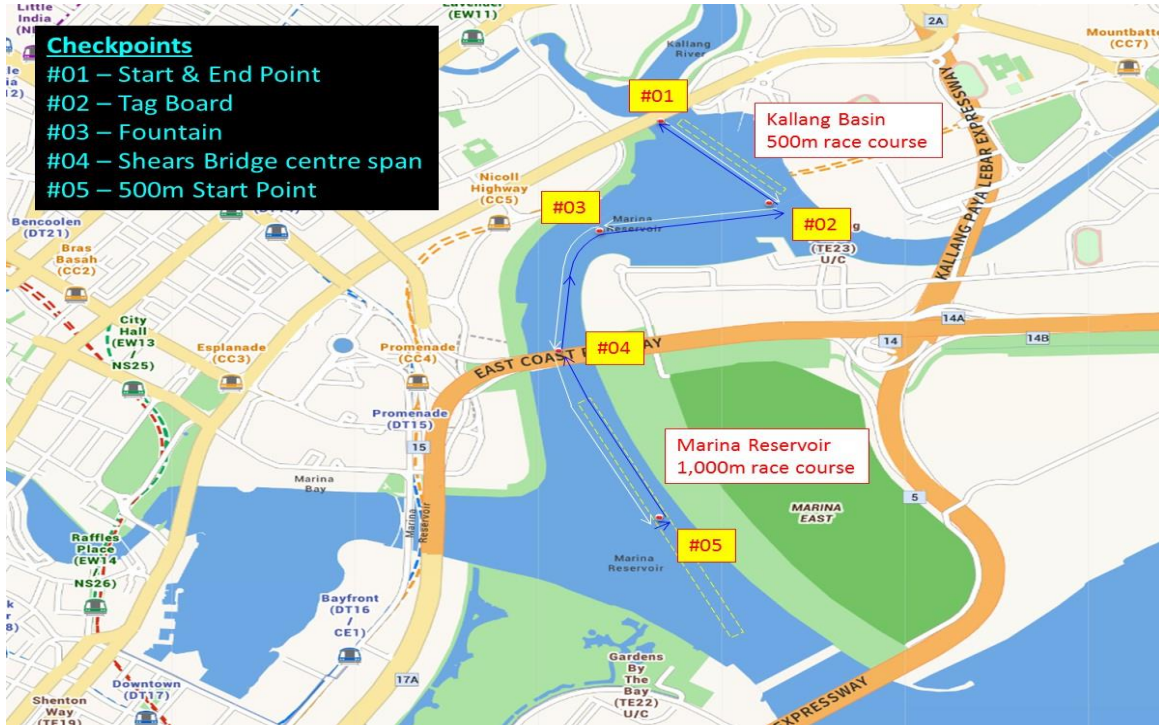 Little
India
Lavender
(EW11)
Kallang
River
2A
Mountbatten
(CC7)
Checkpoints
#01 – Start & End Point
#02 – Tag Board
#03 – Fountain
#04 – Shears Bridge centre span
#05 – 500m Start Point
#01
Kallang Basin
500m race course
KALLANG PAYA LEBAR EXPRESSWAY
Nicoll
Highway
(CC5)
#03
Marina
Reservoir
#02
(TE23)
U/C
Bencoolen
(DT21)
Bras
Basah
(CC2)
City
Hall
(EW13
/
NS25)
Esplanade
(CC3)
Promenade
(CC4)
EAST COAST
#04
14A
14
14B
Promenade
(DT15)
15
Marina Reservoir
1,000m race course
Marina
Bay
Marina
Reservoir
MARINA
EAST
5
Raffles
Place
(EW14
/
NS26)
#05
Marina
Reservoir
Bayfront
(DT16
/
CE1)
Gardens
By
The
Bay
(TE22)
U/C
17A
Downtown
(DT17)
Shenton
Way
(TE19)
EXPRESSWAY